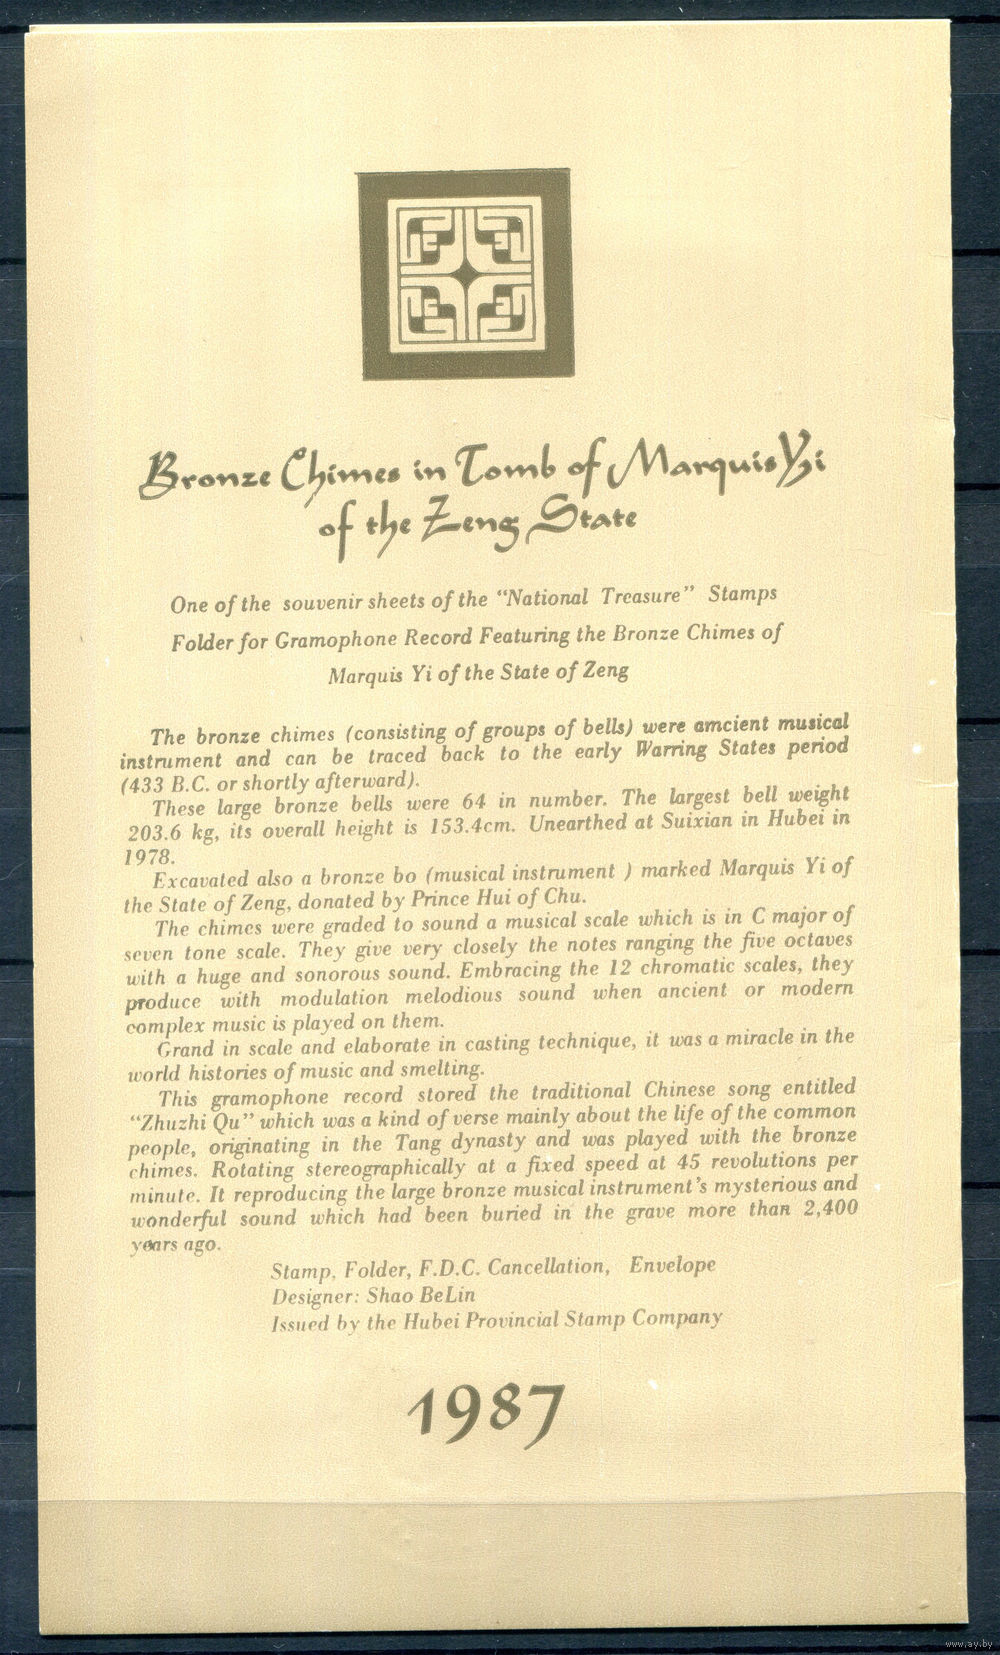 Bronze Chimes in Tomb of Marquis Yi
of the Zeng State
One of the souvenir sheets of the “National Treasure” Stamps
Folder for Gramophone Record Featuring the Bronze Chimes of
Marquis Yi of the State of Zeng
The bronze chimes (consisting of groups of bells) were amcient musical
instrument and can be traced back to the early Warring States period
(433 B.C. or shortly afterward).
These large bronze bells were 64 in number. The largest bell weight
203.6 kg, its overall height is 153.4cm. Unearthed at Suixian in Hubei in
1978.
Excavated also a bronze bo (musical instrument ) marked Marquis Yi of
the State of Zeng, donated by Prince Hui of Chu.
The chimes were graded to sound a musical scale which is in C major of
seven tone scale. They give very closely the notes ranging the five octaves
with a huge and sonorous sound. Embracing the 12 chromatic scales, they
produce with modulation melodious sound when ancient or modern
complex music is played on them.
Grand in scale and elaborate in casting technique, it was a miracle in the
world histories of music and smelting.
This gramophone record stored the traditional Chinese song entitled
“Zhuzhi Qu” which was a kind of verse mainly about the life of the common
people, originating in the Tang dynasty and was played with the bronze
chimes. Rotating stereographically at a fixed speed at 45 revolutions per
minute. It reproducing the large bronze musical instrument's mysterious and
wonderful sound which had been buried in the grave more than 2,400
years ago.
Stamp, Folder, F.D.C. Cancellation, Envelope
Designer: Shao BeLin
Issued by the Hubei Provincial Stamp Company
1987
www.ay.by